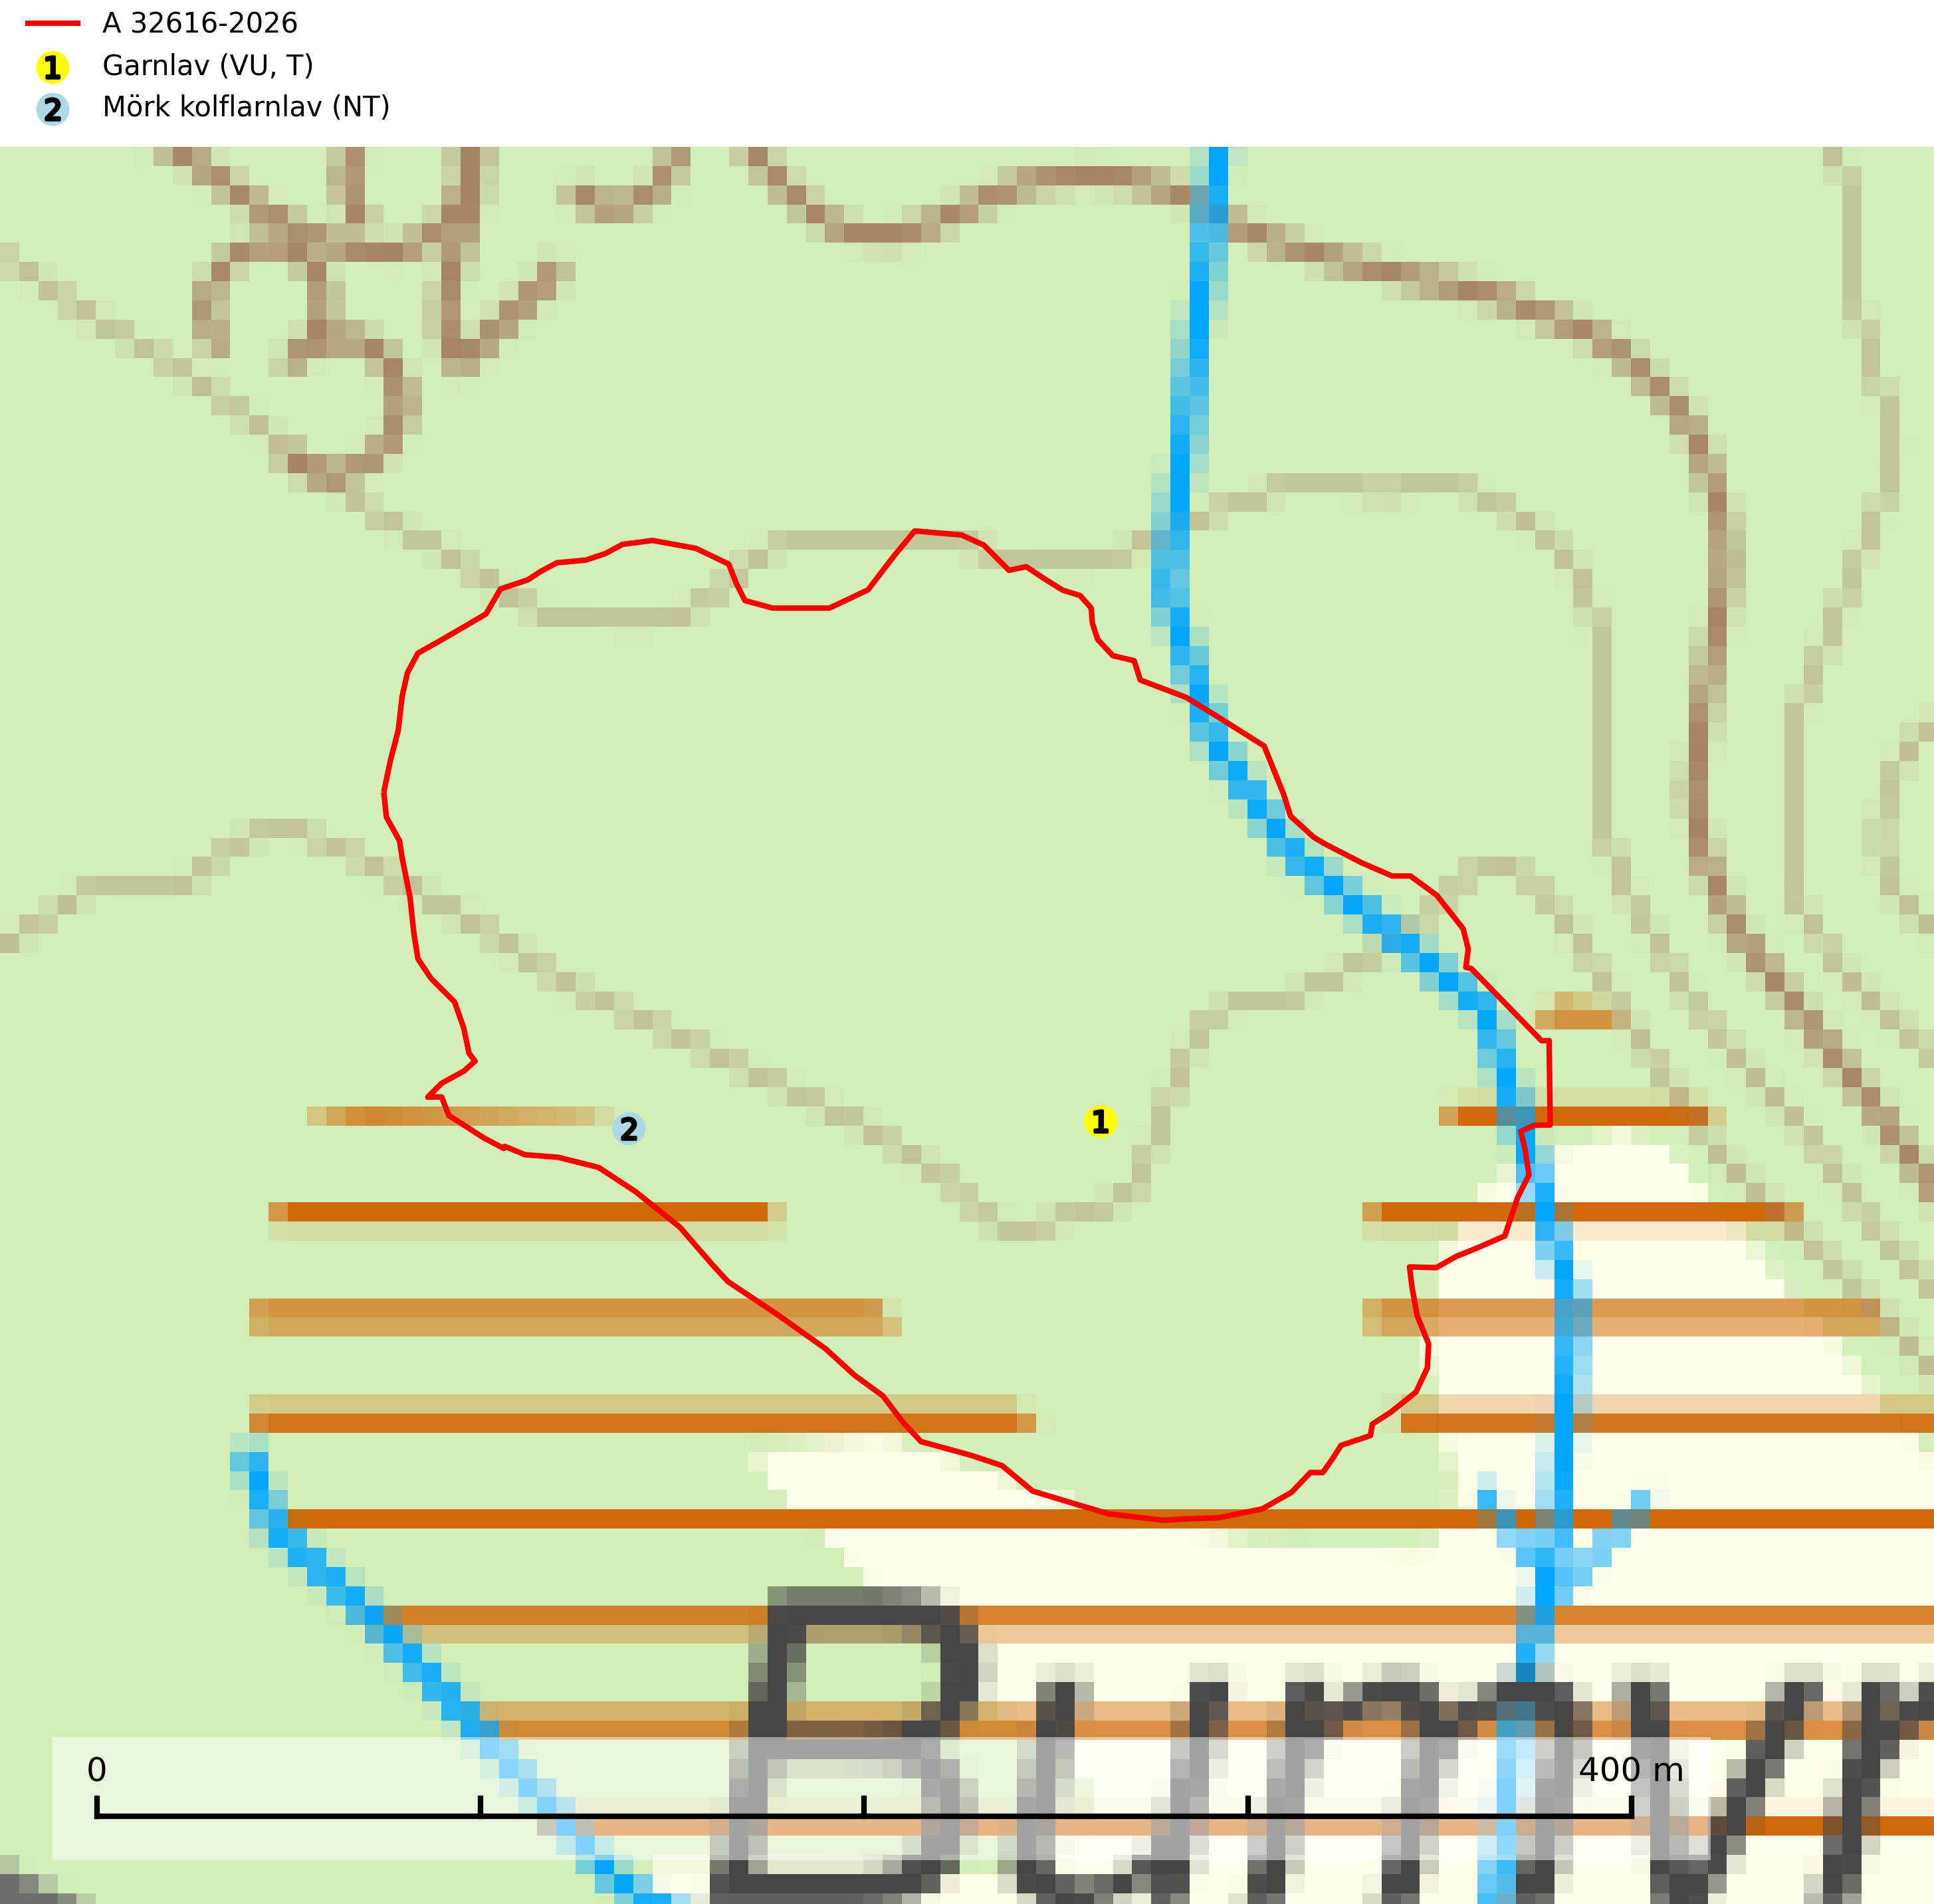 A 32616-2026
1 Garnlav (VU, T)
2 Mörk kolflarnlav (NT)
2
1
0 400 m